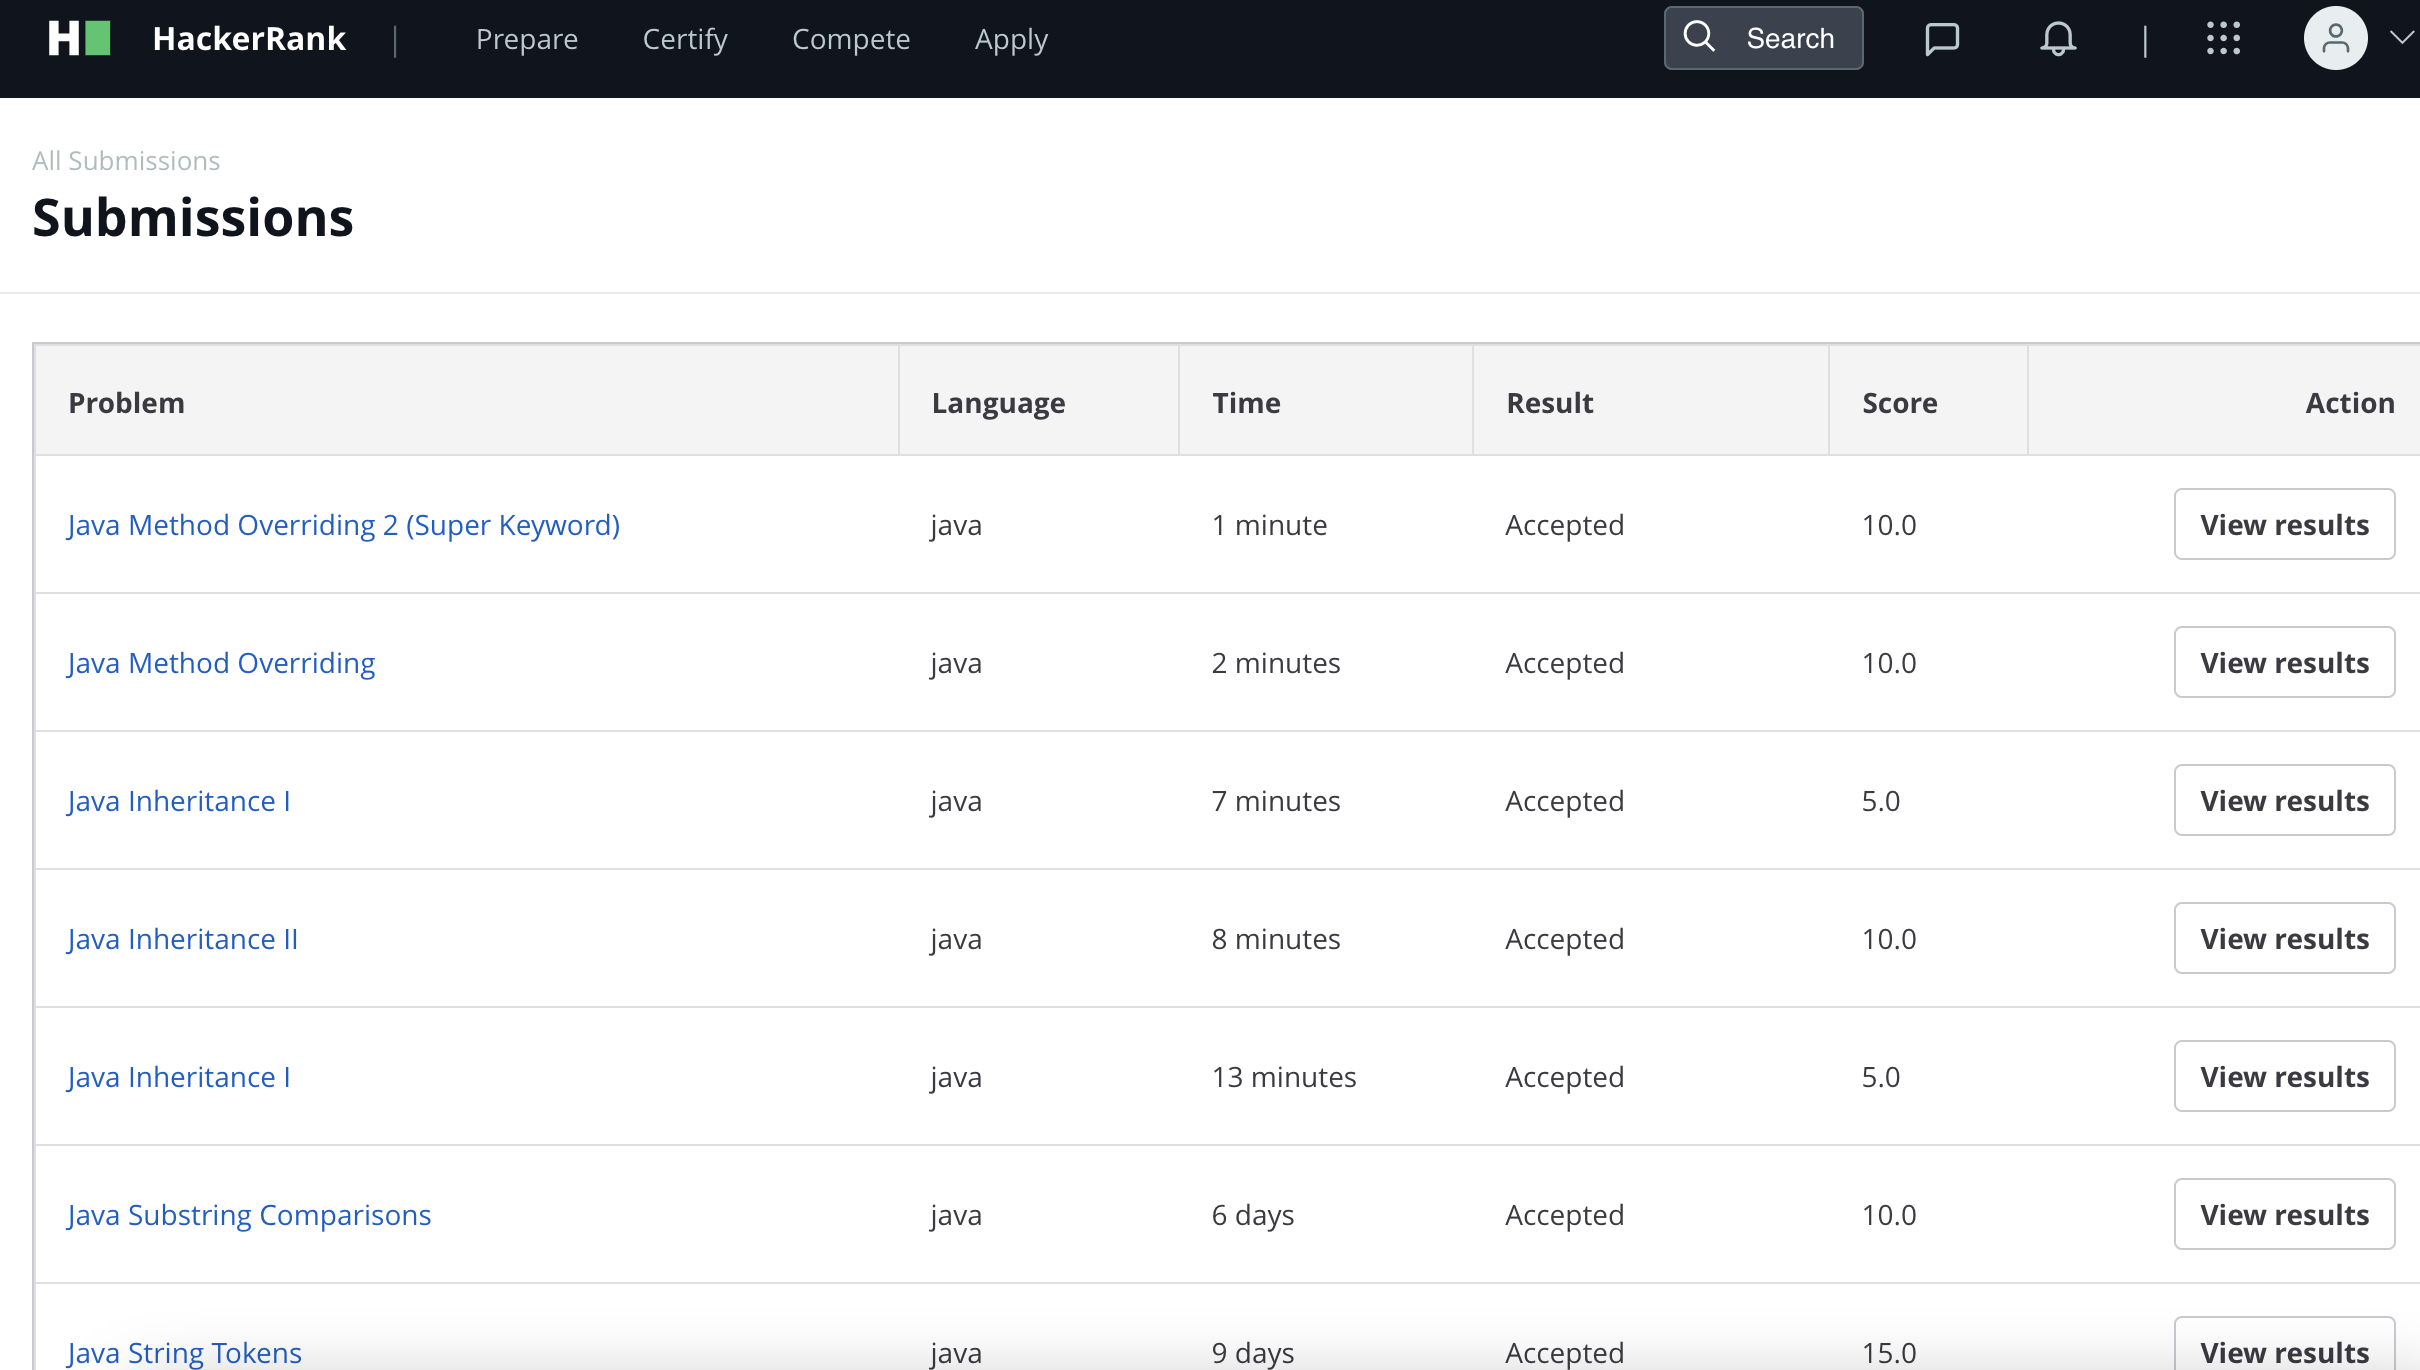 H HackerRank | Prepare Certify Compete Apply Search |
All Submissions
Submissions
Problem Language Time Result Score Action
Java Method Overriding 2 (Super Keyword) java 1 minute Accepted 10.0 View results
Java Method Overriding java 2 minutes Accepted 10.0 View results
Java Inheritance I java 7 minutes Accepted 5.0 View results
Java Inheritance II java 8 minutes Accepted 10.0 View results
Java Inheritance I java 13 minutes Accepted 5.0 View results
Java Substring Comparisons java 6 days Accepted 10.0 View results
Java String Tokens java 9 days Accepted 15.0 View results